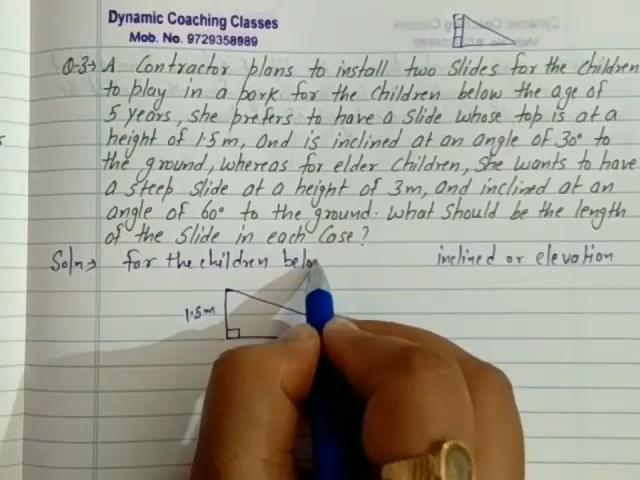 Dynamic Coaching Classes
Mob. No. 9729358989
Q-3→ A Contractor plans to install two slides for the children
to play in a park. for the children below the age of
5 years, she prefers to have a slide whose top is at a
height of 1.5m, and is inclined at an angle of 30° to
the ground, whereas for elder children, she wants to have
a steep slide at a height of 3m, and inclined at an
angle of 60° to the ground. What should be the length
of the slide in each Case?
Soln→ for the children belo inclined or elevation
1.5m